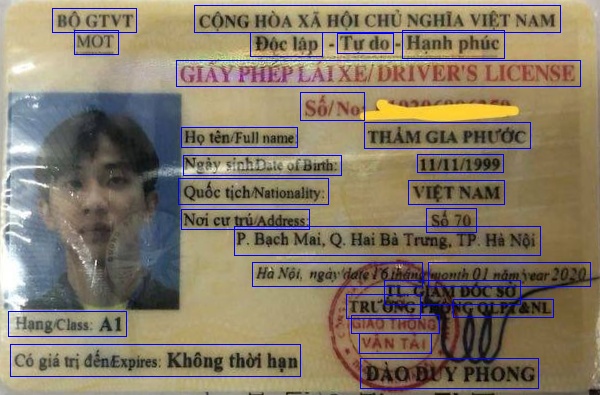 BỘ GTVT
MOT
CỘNG HÒA XÃ HỘI CHỦ NGHĨA VIỆT NAM
Độc lập - Tự do - Hạnh phúc
GIẤY PHÉP LÁI XE/ DRIVER'S LICENSE
Số/No:
Họ tên/Full name THẨM GIA PHƯỚC
Ngày sinh/Date of Birth: 11/11/1999
Quốc tịch/Nationality: VIỆT NAM
Nơi cư trú/Address: Số 70
P. Bạch Mai, Q. Hai Bà Trưng, TP. Hà Nội
Hà Nội, ngày/date 16 tháng/month 01 năm/year 2020
TL. GIÁM ĐỐC SỞ
TRƯỞNG PHÒNG QLPT&NL
GIAO THÔNG
VẬN TẢI
Hạng/Class: A1
Có giá trị đến/Expires: Không thời hạn
ĐÀO DUY PHONG